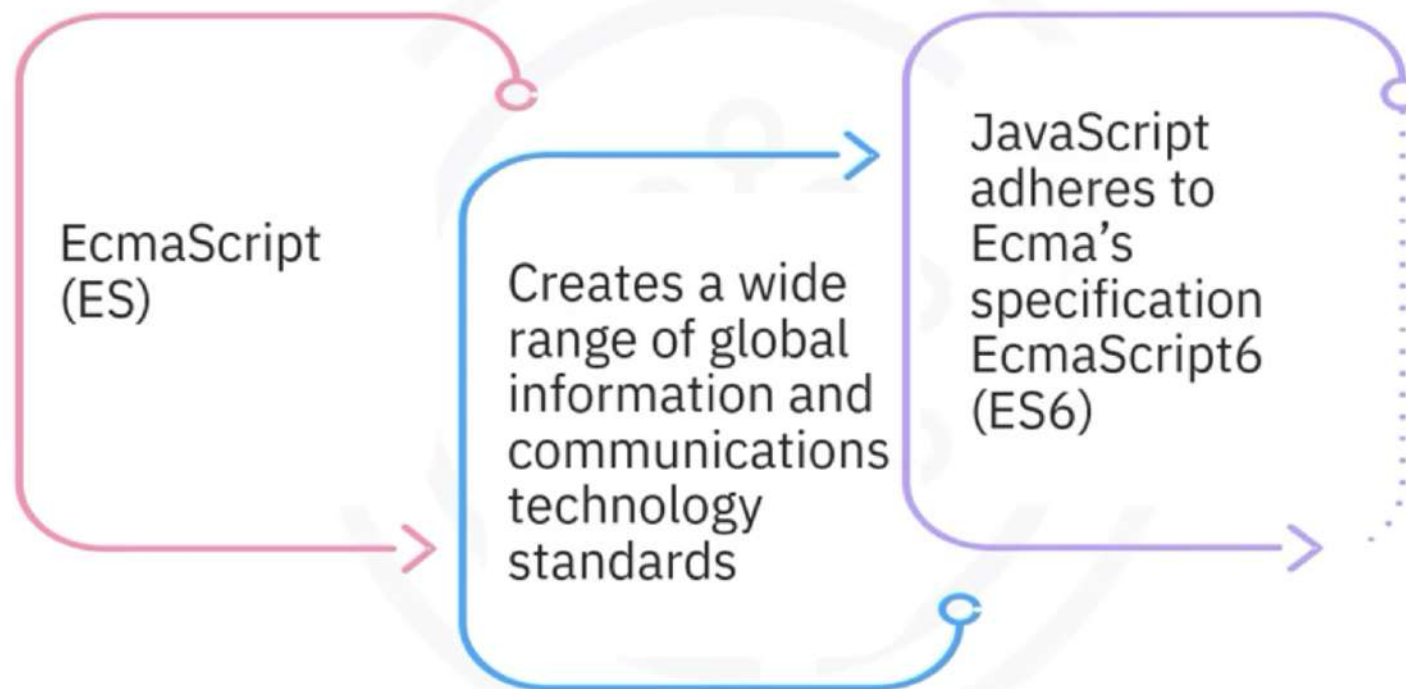 EcmaScript
(ES)
Creates a wide
range of global
information and
communications
technology
standards
JavaScript
adheres to
Ecma’s
specification
EcmaScript6
(ES6)